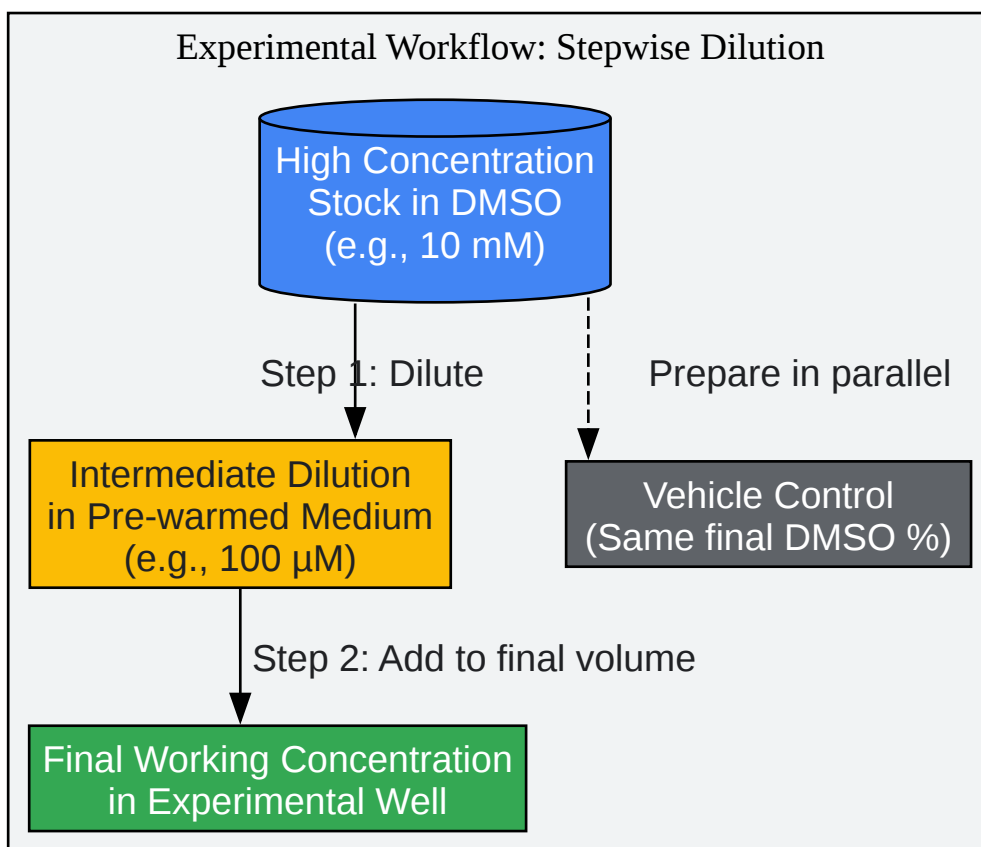 Experimental Workflow: Stepwise Dilution
High Concentration
Stock in DMSO
(e.g., 10 mM)
Step 1: Dilute
Prepare in parallel
Intermediate Dilution
in Pre-warmed Medium
(e.g., 100 µM)
Vehicle Control
(Same final DMSO %)
Step 2: Add to final volume
Final Working Concentration
in Experimental Well